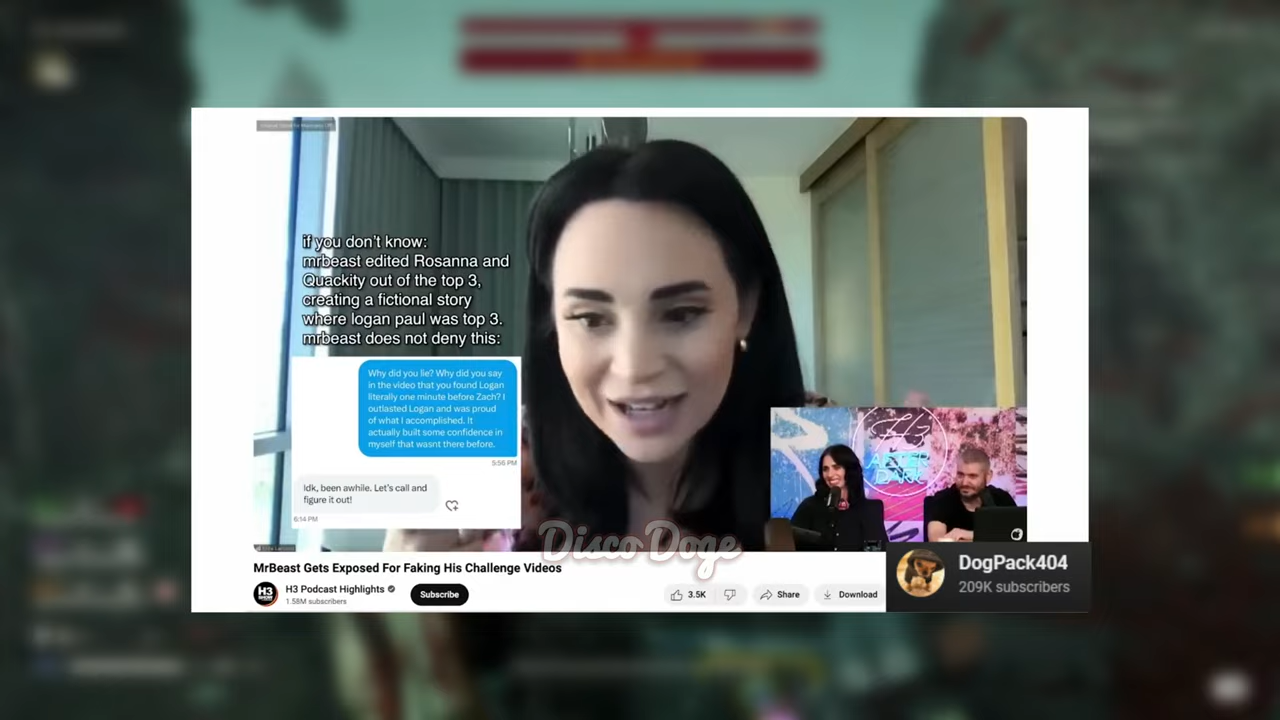 if you don't know:
mrbeast edited Rosanna and
Quackity out of the top 3,
creating a fictional story
where logan paul was top 3.
mrbeast does not deny this:
Why did you lie? Why did you say
in the video that you found Logan
literally one minute before Zach? I
outlasted Logan and was proud
of what I accomplished. It
actually built some confidence in
myself that wasnt there before.
5:56 PM
Idk, been awhile. Let's call and
figure it out!
6:14 PM
AFTER
DARK
Disco Doge
MrBeast Gets Exposed For Faking His Challenge Videos
H3
H3 Podcast Highlights
1.58M subscribers
Subscribe
3.5K
Share
Download
DogPack404
209K subscribers